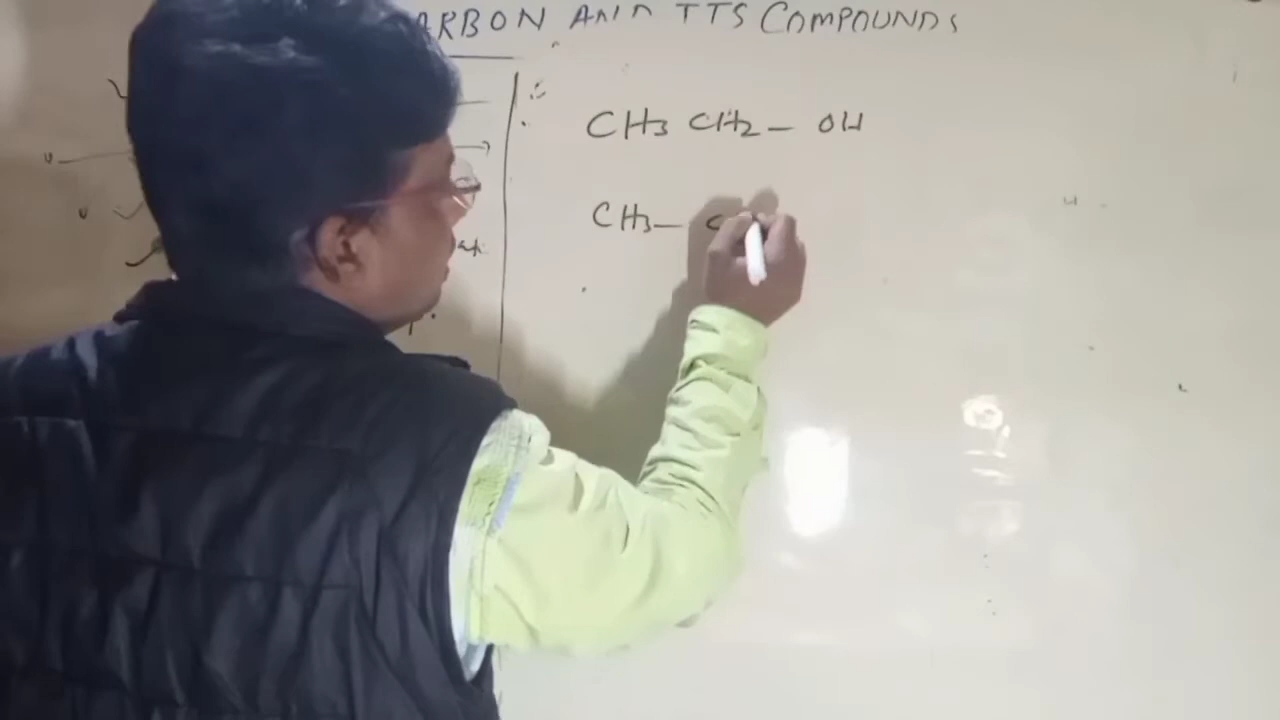 ARBON AND ITS COMPOUNDS
CH3 CH2 — OH
CH3 — C